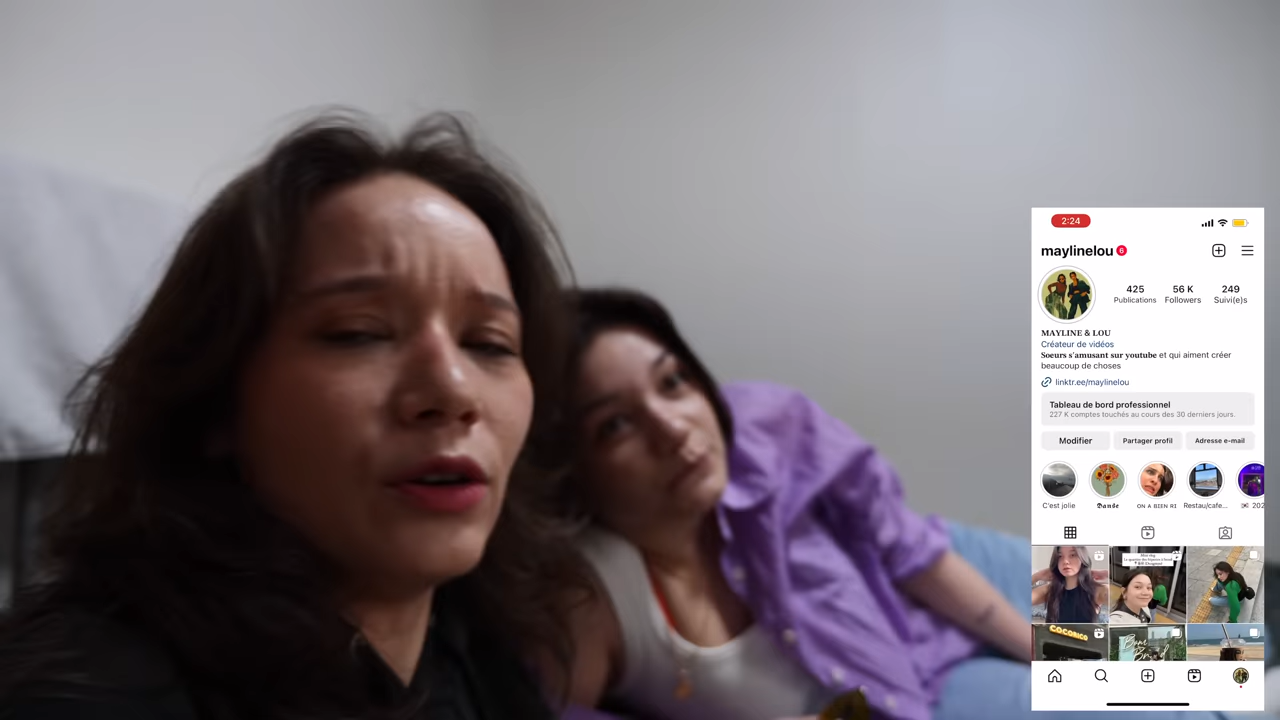 2:24
maylinelou 6
425 56 K 249
Publications Followers Suivi(e)s
MAYLINE & LOU
Créateur de vidéos
Soeurs s'amusant sur youtube et qui aiment créer
beaucoup de choses
linktr.ee/maylinelou
Tableau de bord professionnel
227 K comptes touchés au cours des 30 derniers jours.
Modifier Partager profil Adresse e-mail
C'est jolie Danse ON A BIEN RI Restau/cafe... 🇰🇷 202
COCORICO